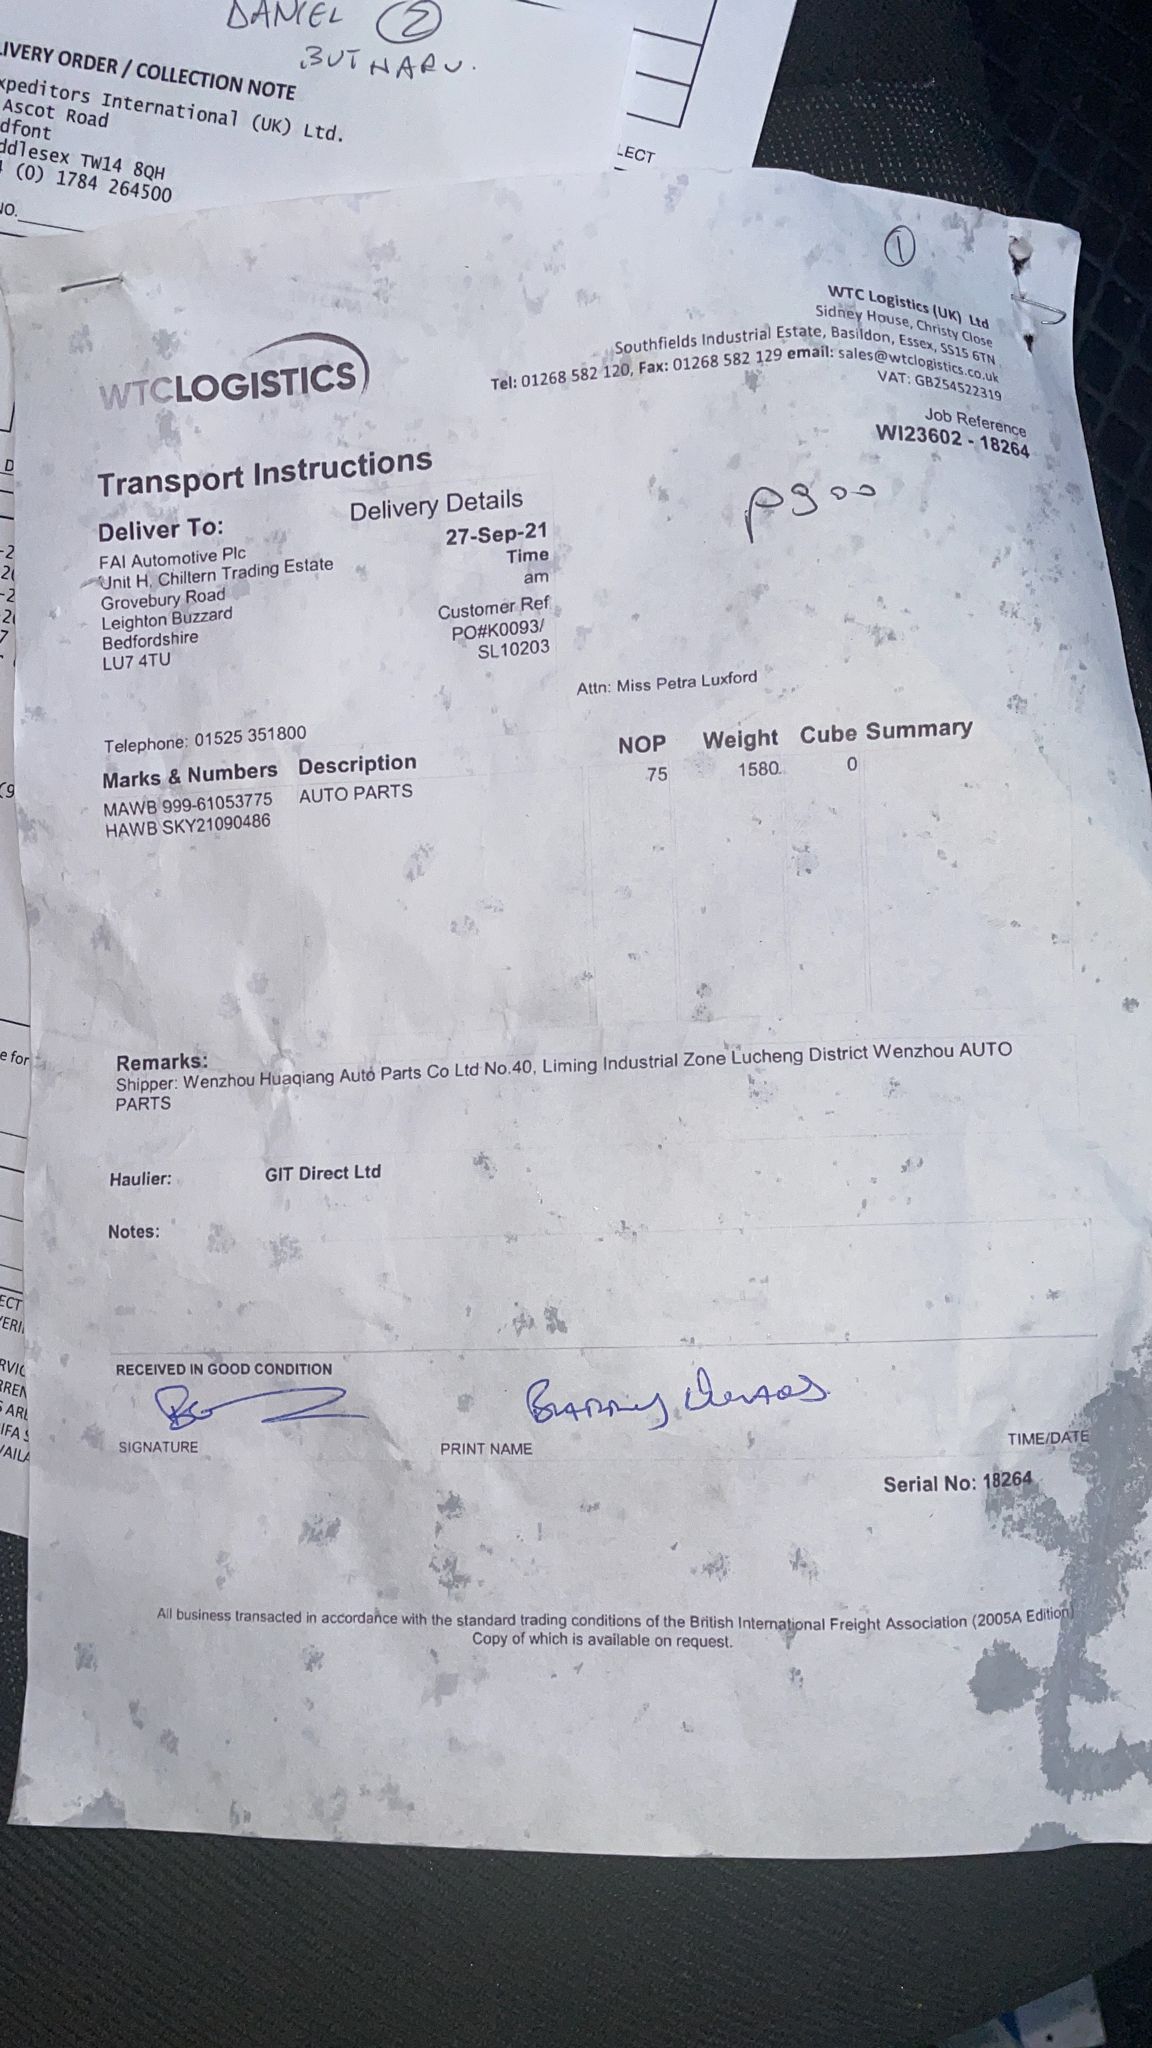 DANIEL 2
BUTNARU.
LIVERY ORDER / COLLECTION NOTE
xpeditors International (UK) Ltd.
Ascot Road
dfont
ddlesex TW14 8QH
(0) 1784 264500
NO.
LECT
1
WTC Logistics (UK) Ltd
Sidney House, Christy Close
Southfields Industrial Estate, Basildon, Essex, SS15 6TN
Tel: 01268 582 120, Fax: 01268 582 129 email: sales@wtclogistics.co.uk
VAT: GB254522319
WTCLOGISTICS
Job Reference
WI23602 - 18264
Transport Instructions
Deliver To:
FAI Automotive Plc
Unit H, Chiltern Trading Estate
Grovebury Road
Leighton Buzzard
Bedfordshire
LU7 4TU
Delivery Details
27-Sep-21
Time
am
Customer Ref
PO#K0093/
SL10203
Attn: Miss Petra Luxford
Telephone: 01525 351800
Marks & Numbers Description NOP Weight Cube Summary
MAWB 999-61053775 AUTO PARTS 75 1580 0
HAWB SKY21090486
Remarks:
Shipper: Wenzhou Huaqiang Auto Parts Co Ltd No.40, Liming Industrial Zone Lucheng District Wenzhou AUTO
PARTS
Haulier: GIT Direct Ltd
Notes:
RECEIVED IN GOOD CONDITION
SIGNATURE PRINT NAME TIME/DATE
Serial No: 18264
All business transacted in accordance with the standard trading conditions of the British International Freight Association (2005A Edition)
Copy of which is available on request.